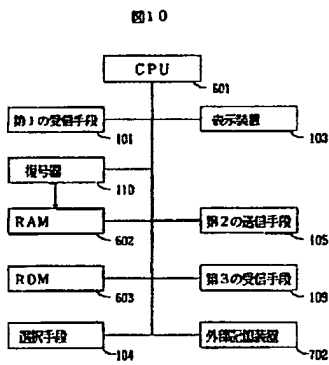 図10
CPU
601
第1の受信手段
101
表示装置
103
復号器
110
RAM
602
第2の送信手段
105
ROM
603
第3の受信手段
109
選択手段
104
外部記憶装置
702